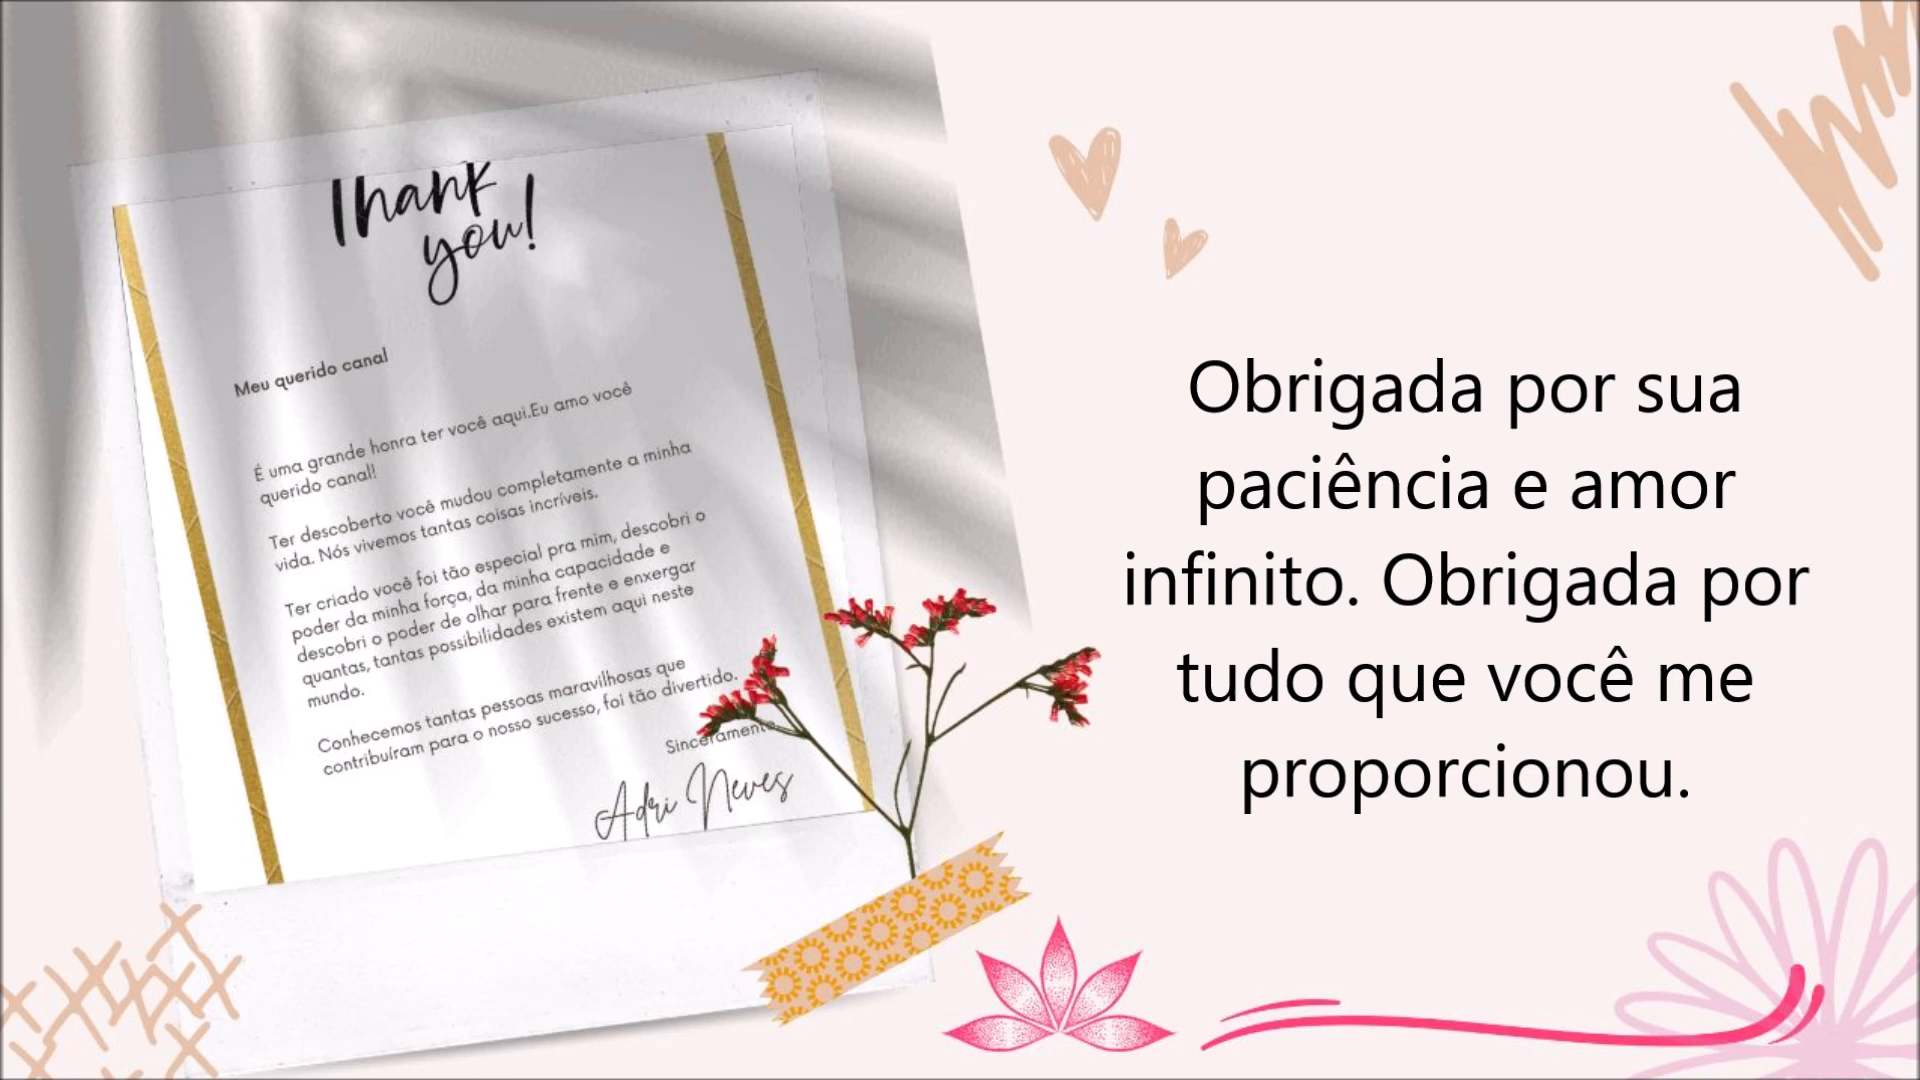 Thank
you!
Meu querido canal
É uma grande honra ter você aqui.Eu amo você
querido canal!
Ter descoberto você mudou completamente a minha
vida. Nós vivemos tantas coisas incríveis.
Ter criado você foi tão especial pra mim, descobri o
poder da minha força, da minha capacidade e
descobri o poder de olhar para frente e enxergar
quantas, tantas possibilidades existem aqui neste
mundo.
Conhecemos tantas pessoas maravilhosas que
contribuíram para o nosso sucesso, foi tão divertido.
Sinceramente
Adri Neves
Obrigada por sua
paciência e amor
infinito. Obrigada por
tudo que você me
proporcionou.